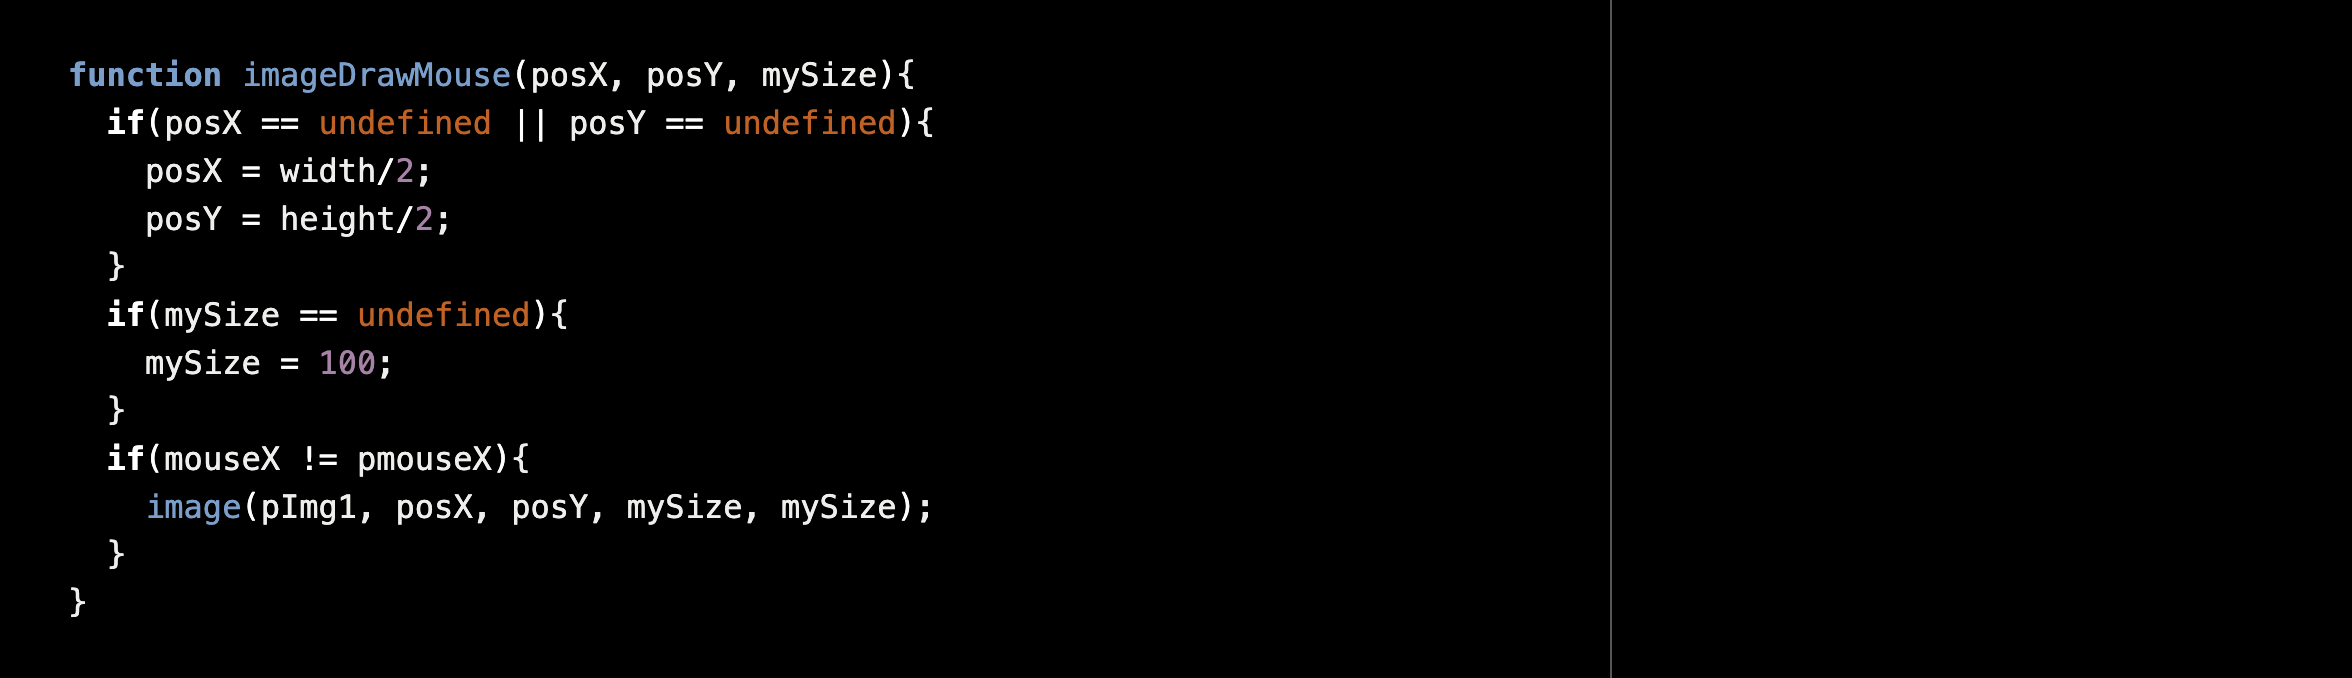 function imageDrawMouse(posX, posY, mySize){
  if(posX == undefined || posY == undefined){
    posX = width/2;
    posY = height/2;
  }
  if(mySize == undefined){
    mySize = 100;
  }
  if(mouseX != pmouseX){
    image(pImg1, posX, posY, mySize, mySize);
  }
}